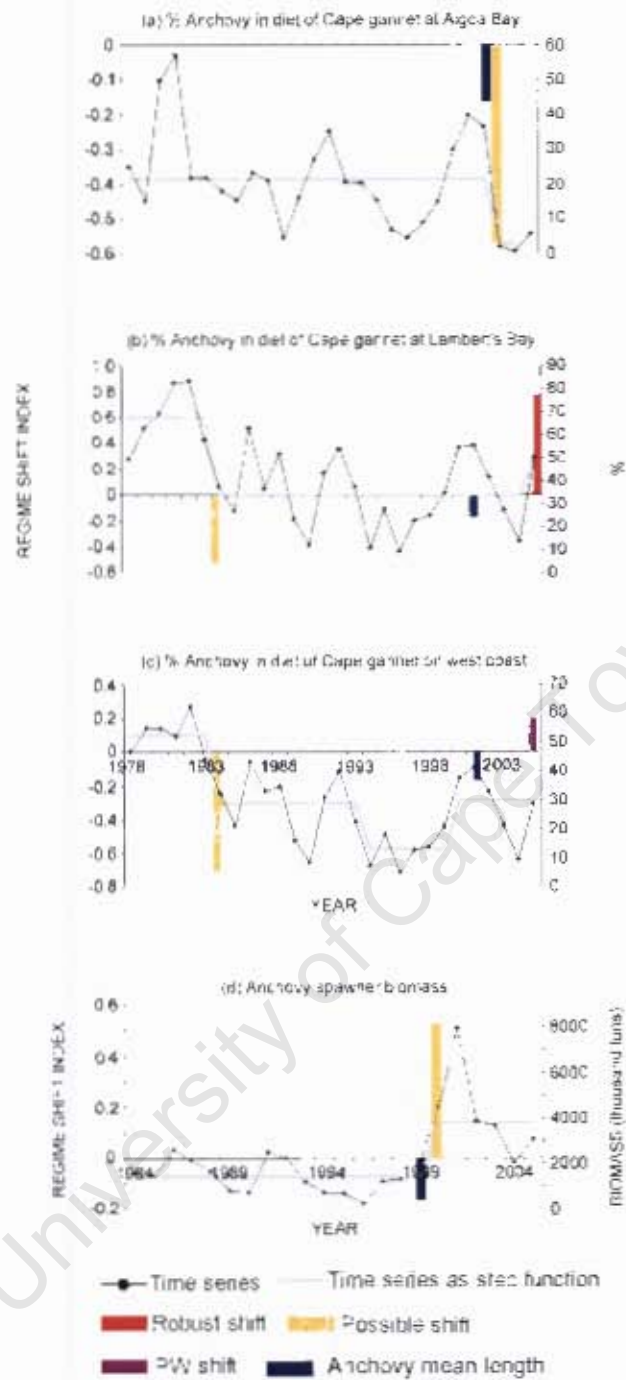 (a) % Anchovy in diet of Cape gannet at Algoa Bay
0 60
-0.1 50
-0.2 40
-0.3 30
-0.4 20
-0.5 10
-0.6 0
(b) % Anchovy in diet of Cape gannet at Lambert's Bay
1.0 90
0.8 80
0.6 70
0.4 60
0.2 50
0 40
-0.2 30
-0.4 20
-0.6 10
0
REGIME SHIFT INDEX
%
(c) % Anchovy in diet of Cape gannet on west coast
0.4 70
0.2 60
0 50
1978 1983 1988 1993 1998 2003
-0.2 40
-0.4 30
-0.6 20
-0.8 10
0
YEAR
(d) Anchovy spawner biomass
0.6
0.4 8000
0.2 6000
0 4000
1984 1989 1994 1999 2004
-0.2 2000
0
REGIME SHIFT INDEX
BIOMASS (thousand tons)
YEAR
Time series Time series as step function
Robust shift Possible shift
PW shift Anchovy mean length
University of Cape Tow